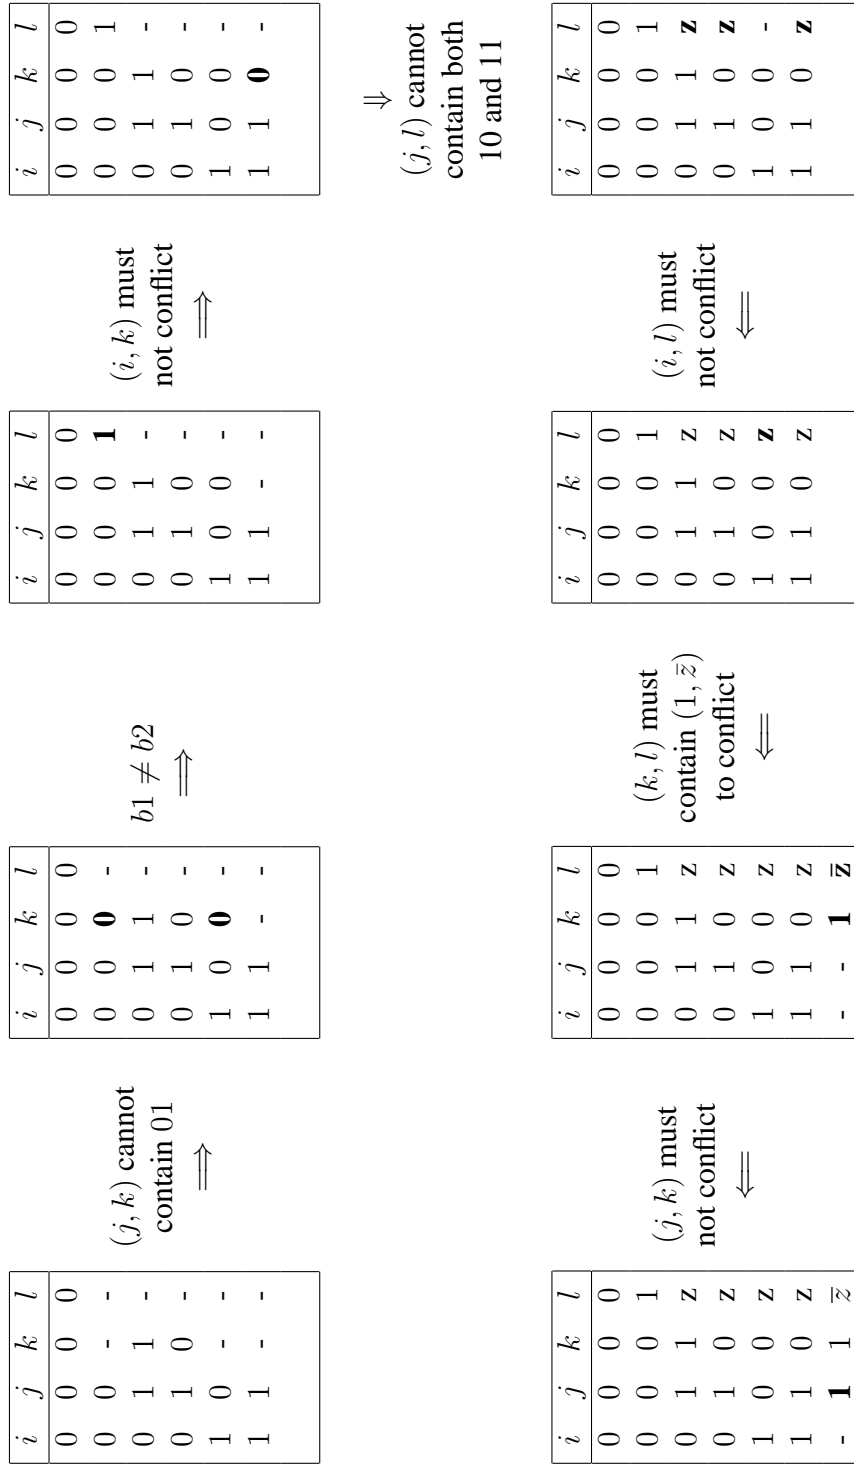 i j k l
0 0 0 0
0 0 - -
0 1 1 -
0 1 0 -
1 0 - -
1 1 - -
(j, k) cannot
contain 01
⟹
i j k l
0 0 0 0
0 0 0 -
0 1 1 -
0 1 0 -
1 0 0 -
1 1 - -
b1 ≠ b2
⟹
i j k l
0 0 0 0
0 0 0 1
0 1 1 -
0 1 0 -
1 0 0 -
1 1 - -
(i, k) must
not conflict
⟹
i j k l
0 0 0 0
0 0 0 1
0 1 1 -
0 1 0 -
1 0 0 -
1 1 0 -
⇓
(j, l) cannot
contain both
10 and 11
i j k l
0 0 0 0
0 0 0 1
0 1 1 z
0 1 0 z
1 0 0 -
1 1 0 z
(i, l) must
not conflict
⟸
i j k l
0 0 0 0
0 0 0 1
0 1 1 z
0 1 0 z
1 0 0 z
1 1 0 z
(k, l) must
contain (1, z̄)
to conflict
⟸
i j k l
0 0 0 0
0 0 0 1
0 1 1 z
0 1 0 z
1 0 0 z
1 1 0 z
- - 1 z̄
(j, k) must
not conflict
⟸
i j k l
0 0 0 0
0 0 0 1
0 1 1 z
0 1 0 z
1 0 0 z
1 1 0 z
- 1 1 z̄